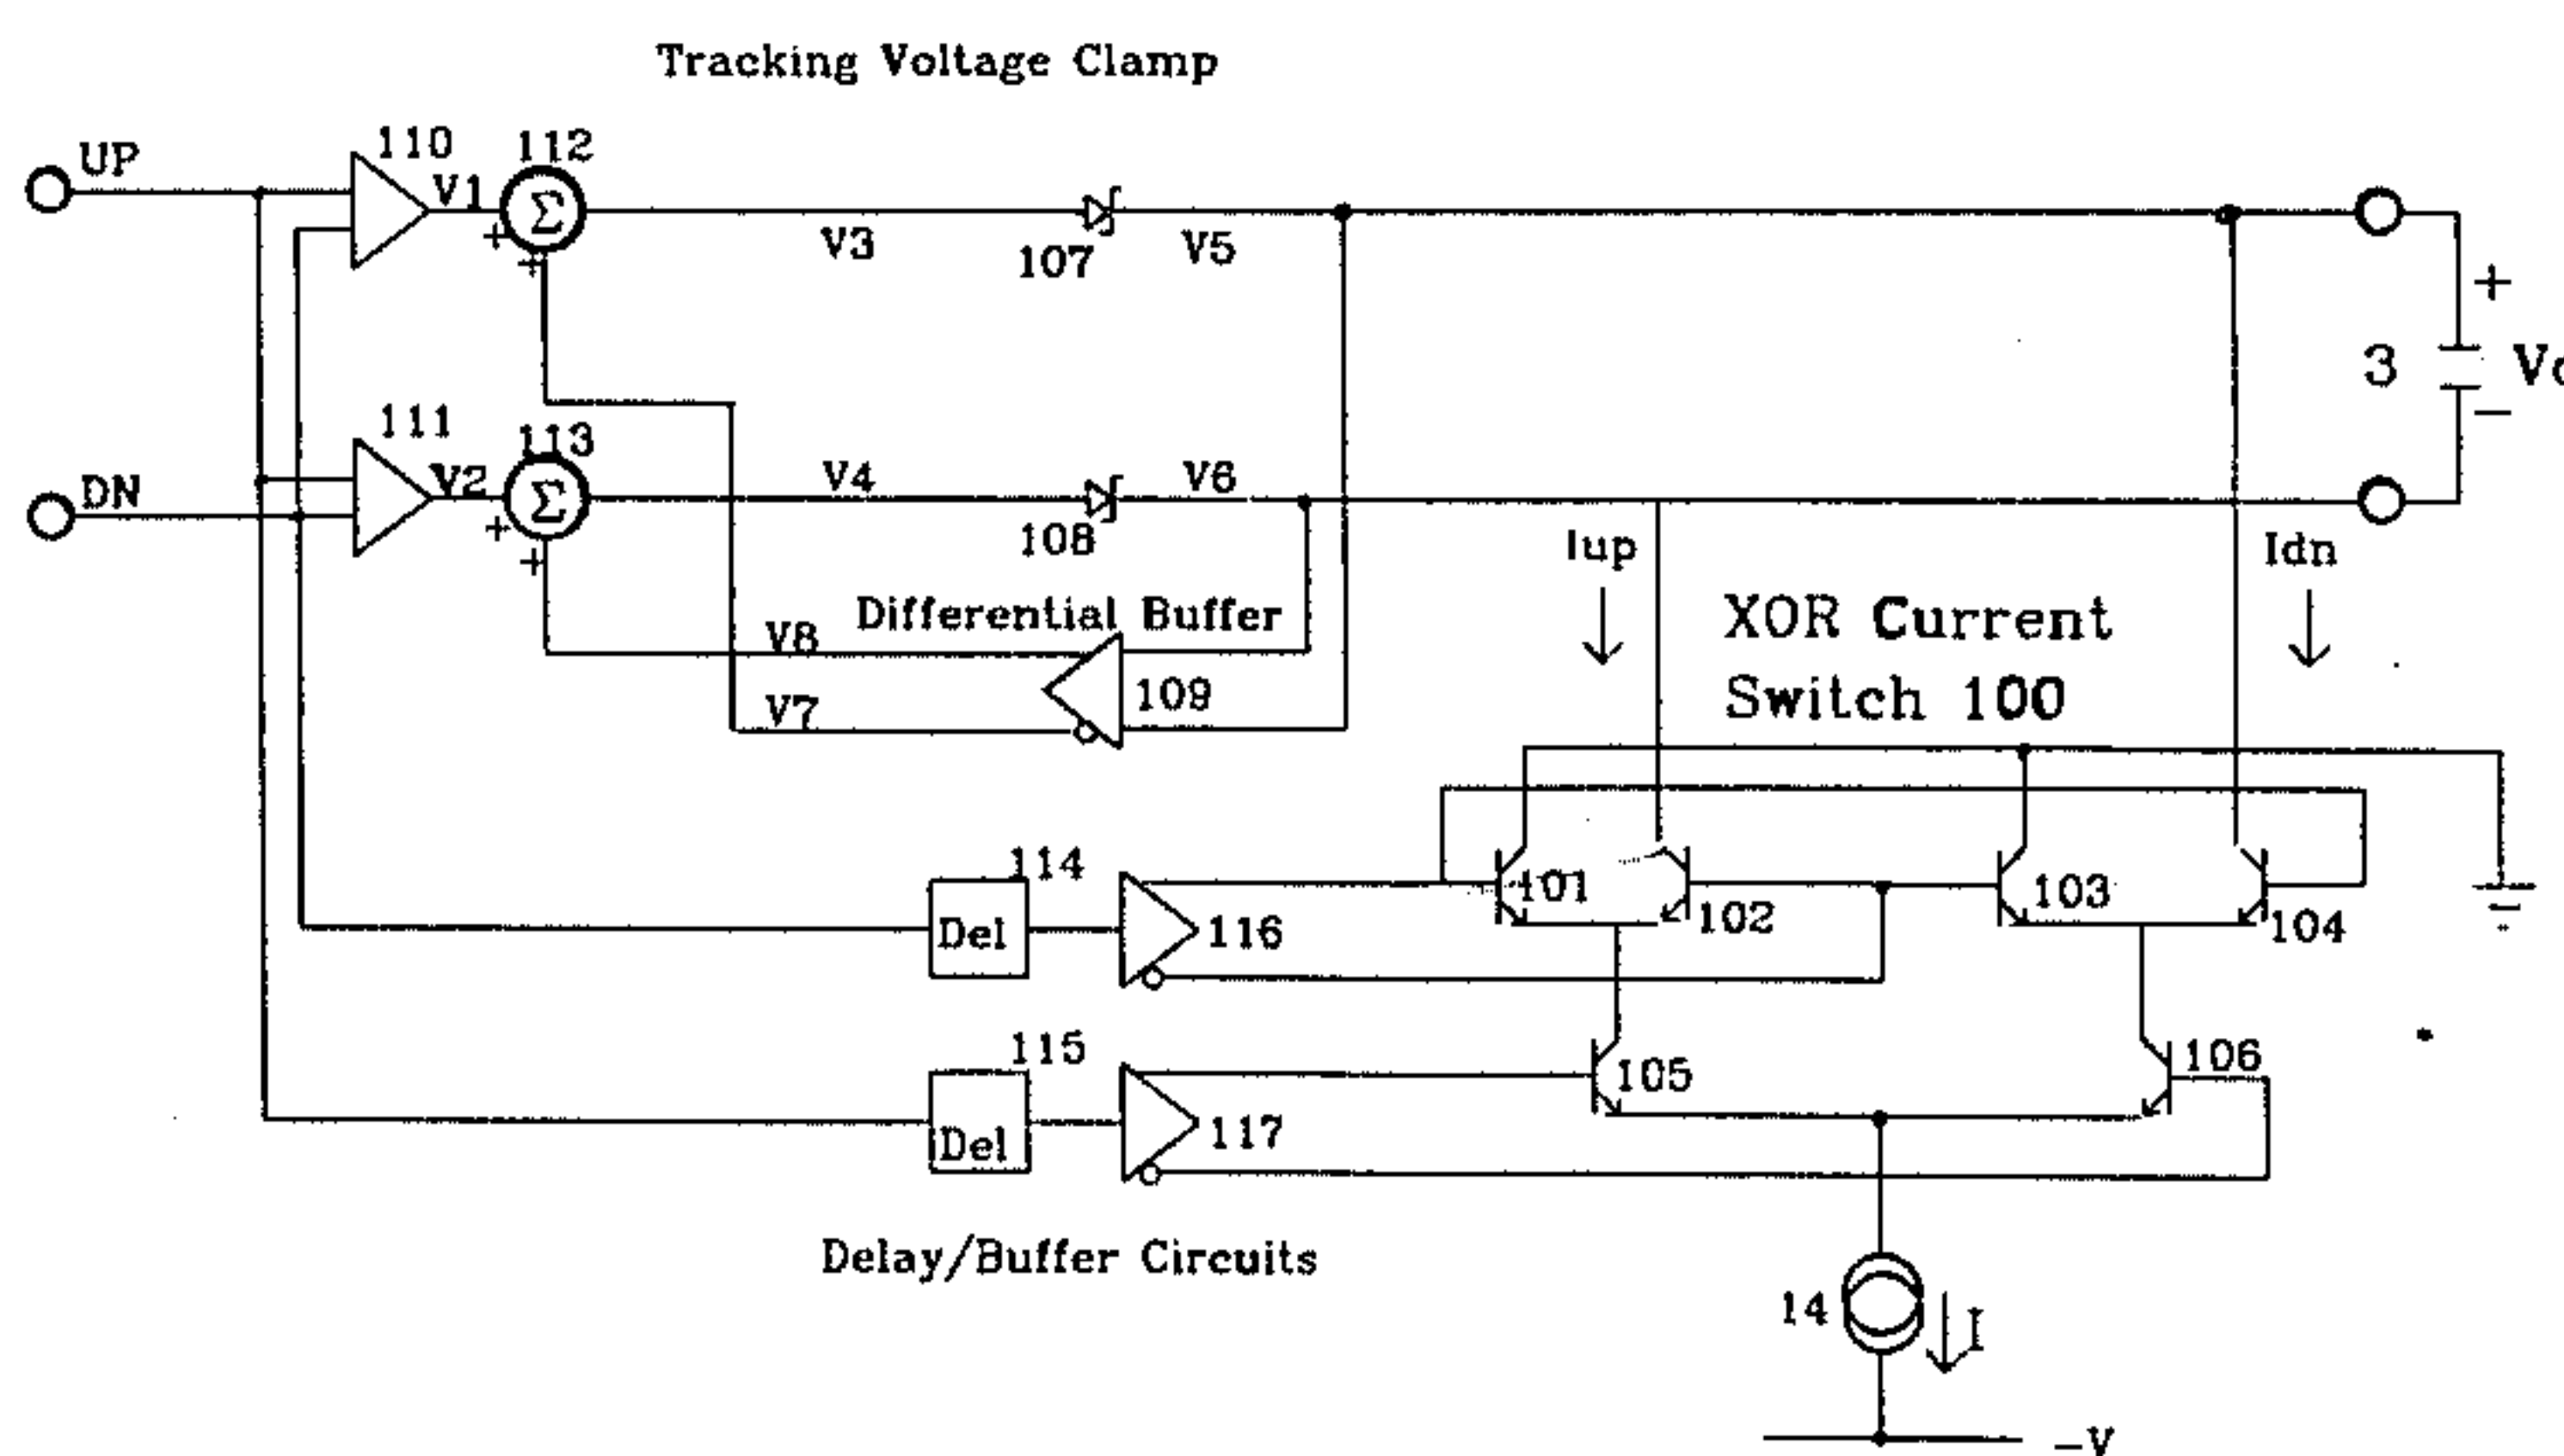 Tracking Voltage Clamp
UP
110
V1
112
Σ
+
+
V3
107
V5
+
3
−
DN
111
V2
113
Σ
+
+
V4
108
V6
Iup
Idn
Differential Buffer
V8
V7
109
XOR Current
Switch 100
114
Del
116
101
102
103
104
115
Del
117
105
106
Delay/Buffer Circuits
14
I
-V